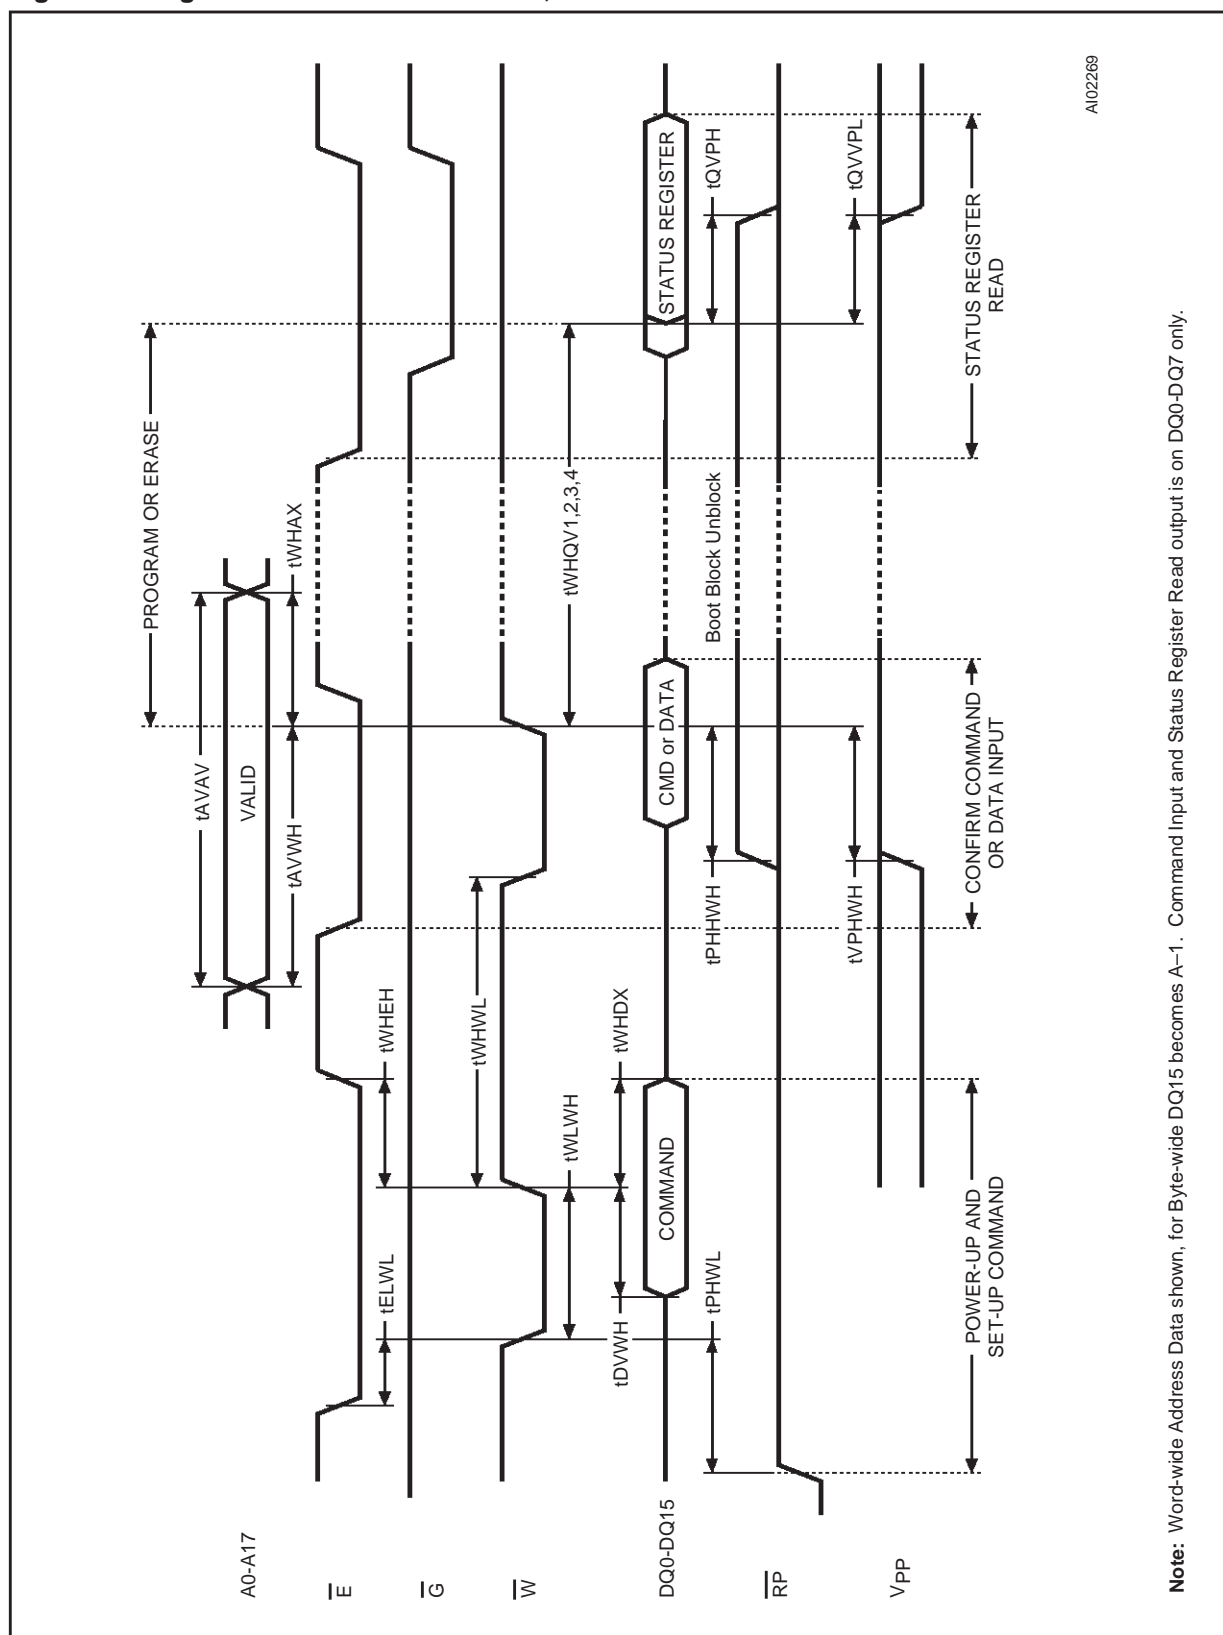 PROGRAM OR ERASE
tAVAV
A0-A17
VALID
tAVWH
tWHAX
E
tELWL
tWHEH
G
tWHWL
W
tWLWH
tWHQV1,2,3,4
tDVWH
tWHDX
DQ0-DQ15
COMMAND
CMD or DATA
STATUS REGISTER
tPHWL
tPHHWH
Boot Block Unblock
tQVPH
RP
tVPHWH
tQVVPL
VPP
POWER-UP AND
SET-UP COMMAND
CONFIRM COMMAND
OR DATA INPUT
STATUS REGISTER
READ
AI02269
Note: Word-wide Address Data shown, for Byte-wide DQ15 becomes A–1. Command Input and Status Register Read output is on DQ0-DQ7 only.